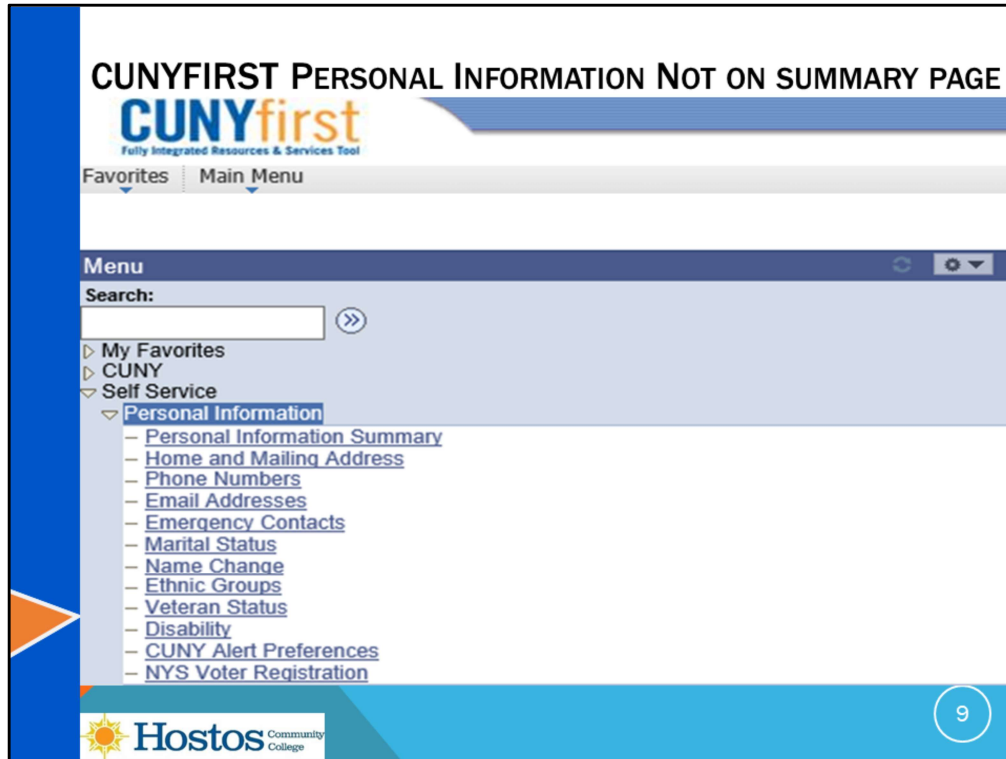 CUNYFIRST PERSONAL INFORMATION NOT ON SUMMARY PAGE
CUNYfirst
Fully Integrated Resources & Services Tool
Favorites Main Menu
Menu
Search:
My Favorites
CUNY
Self Service
Personal Information
– Personal Information Summary
– Home and Mailing Address
– Phone Numbers
– Email Addresses
– Emergency Contacts
– Marital Status
– Name Change
– Ethnic Groups
– Veteran Status
– Disability
– CUNY Alert Preferences
– NYS Voter Registration
9
Hostos Community
College